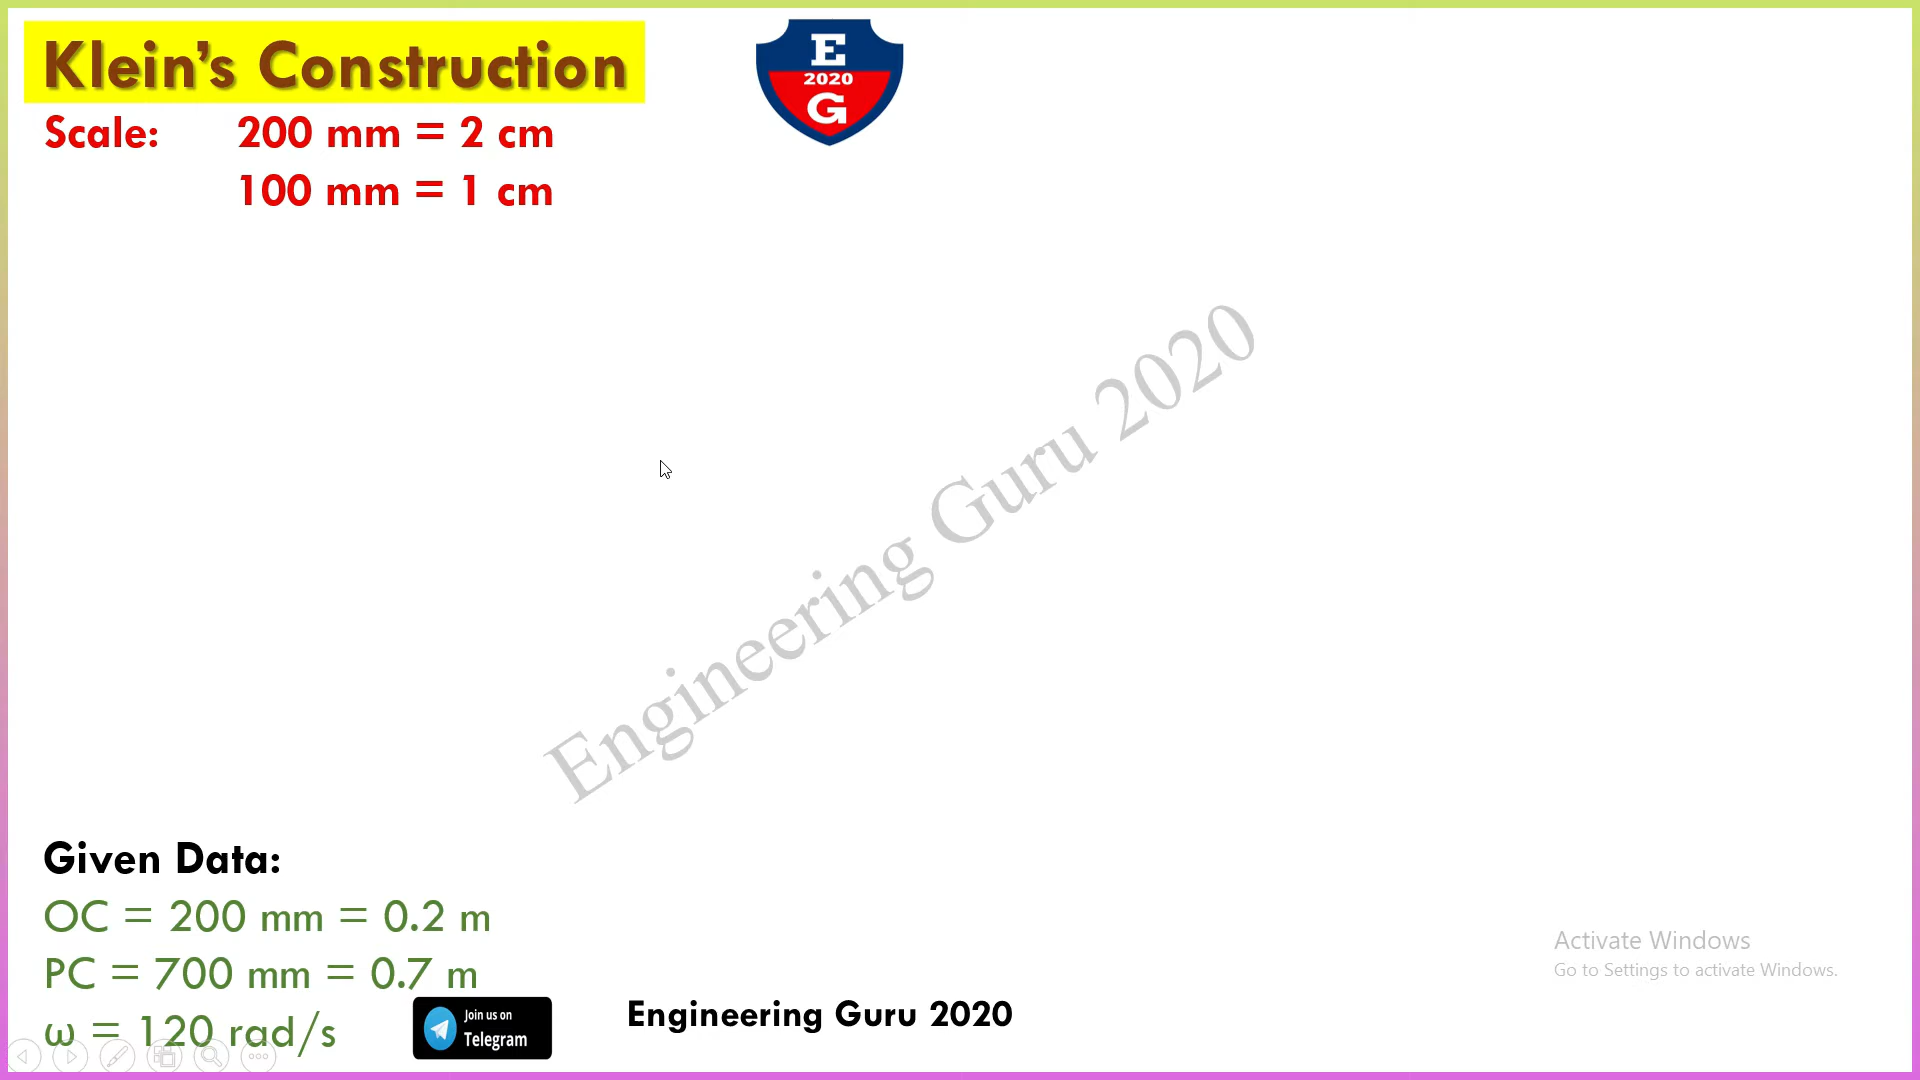 Klein’s Construction
E
2020
G
Scale: 200 mm = 2 cm
100 mm = 1 cm
Engineering Guru 2020
Given Data:
OC = 200 mm = 0.2 m
PC = 700 mm = 0.7 m
ω = 120 rad/s
Join us on
Telegram
Engineering Guru 2020
Activate Windows
Go to Settings to activate Windows.